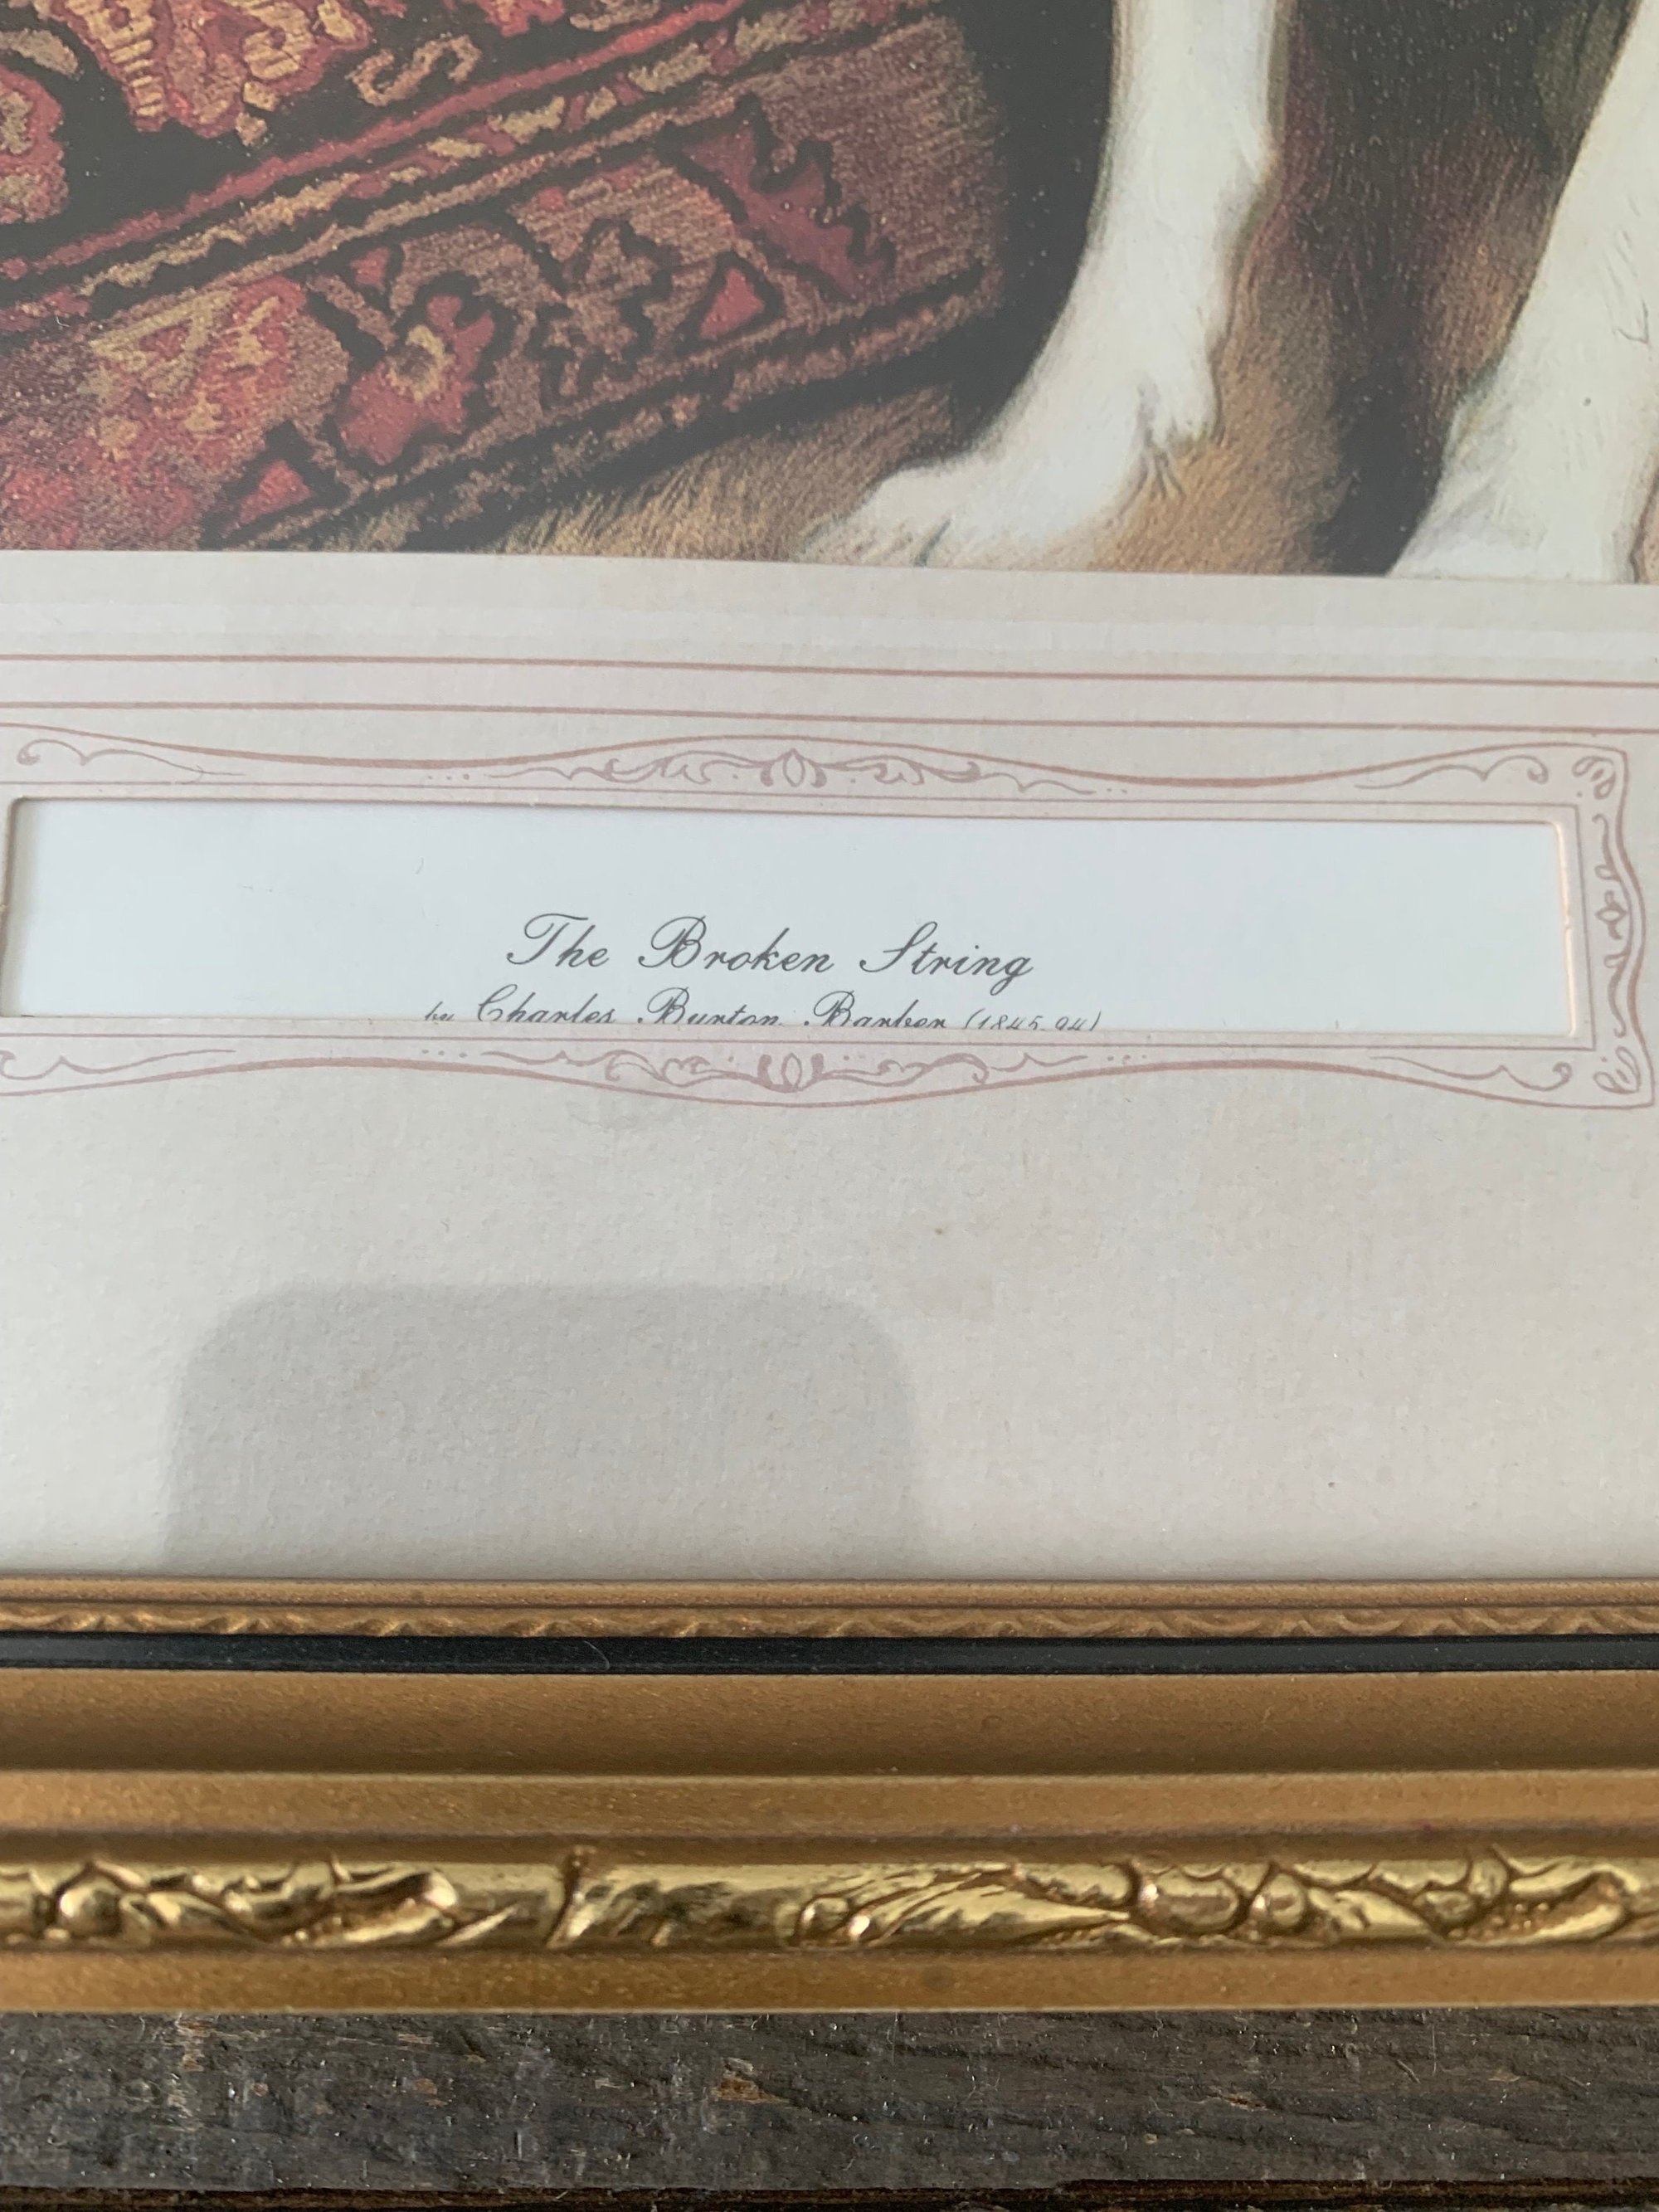 The Broken String
by Charles Burton Barber (1845-94)